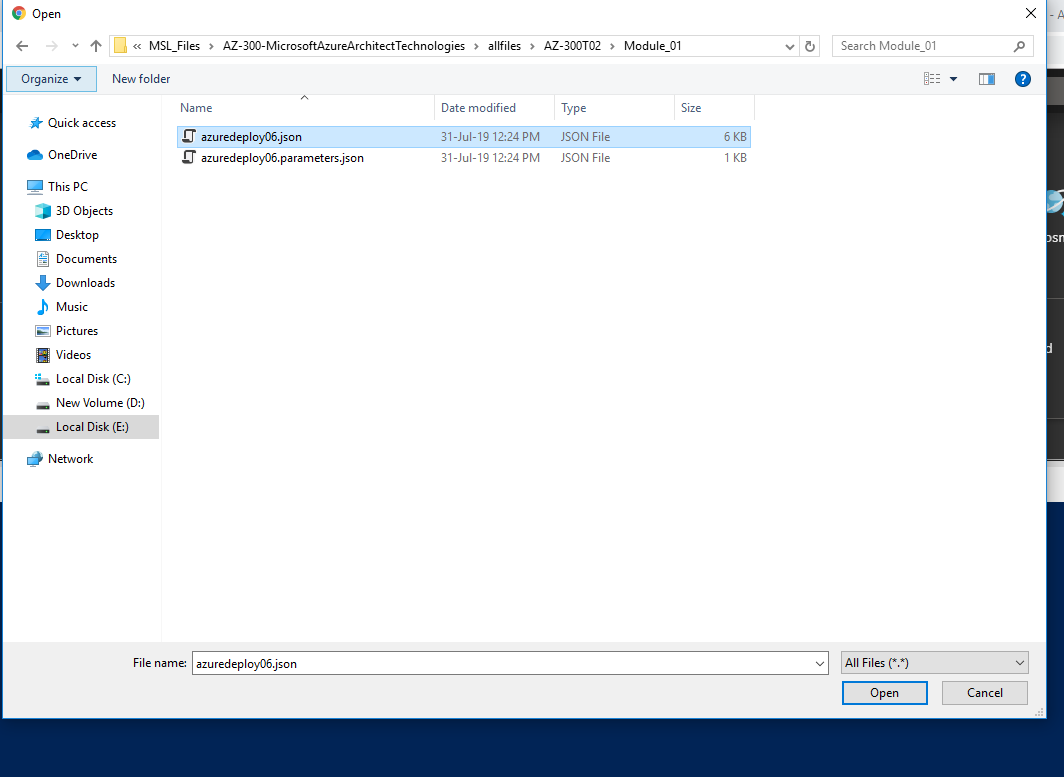 Open
« MSL_Files › AZ-300-MicrosoftAzureArchitectTechnologies › allfiles › AZ-300T02 › Module_01
Search Module_01
Organize
New folder
Name Date modified Type Size
azuredeploy06.json 31-Jul-19 12:24 PM JSON File 6 KB
azuredeploy06.parameters.json 31-Jul-19 12:24 PM JSON File 1 KB
Quick access
OneDrive
This PC
3D Objects
Desktop
Documents
Downloads
Music
Pictures
Videos
Local Disk (C:)
New Volume (D:)
Local Disk (E:)
Network
File name: azuredeploy06.json
All Files (*.*)
Open
Cancel